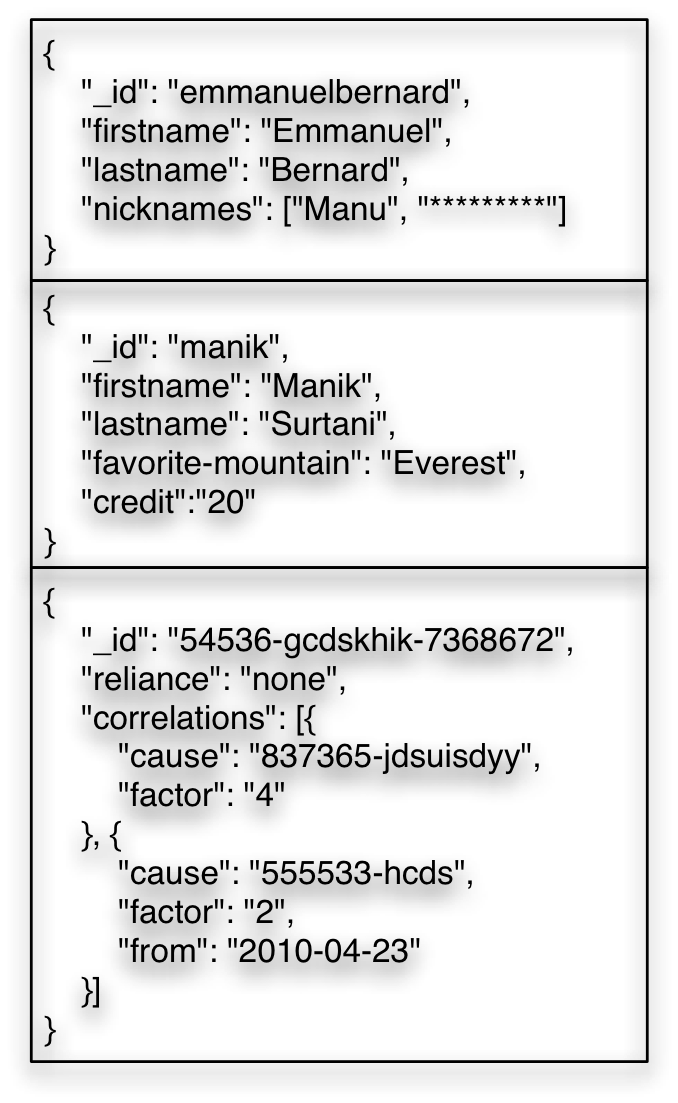 {
"_id": "emmanuelbernard",
"firstname": "Emmanuel",
"lastname": "Bernard",
"nicknames": ["Manu", "*********"]
}
{
"_id": "manik",
"firstname": "Manik",
"lastname": "Surtani",
"favorite-mountain": "Everest",
"credit":"20"
}
{
"_id": "54536-gcdskhik-7368672",
"reliance": "none",
"correlations": [{
"cause": "837365-jdsuisdyy",
"factor": "4"
}, {
"cause": "555533-hcds",
"factor": "2",
"from": "2010-04-23"
}]
}